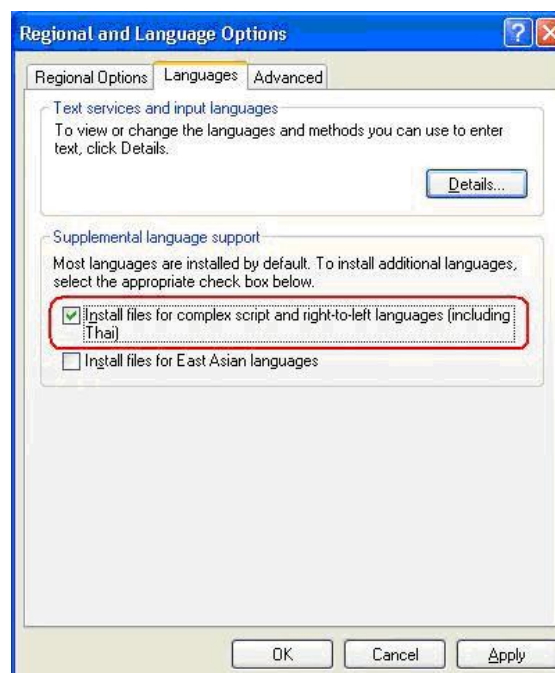 Regional and Language Options
Regional Options Languages Advanced
Text services and input languages
To view or change the languages and methods you can use to enter
text, click Details.
Details...
Supplemental language support
Most languages are installed by default. To install additional languages,
select the appropriate check box below.
Install files for complex script and right-to-left languages (including
Thai)
Install files for East Asian languages
OK Cancel Apply